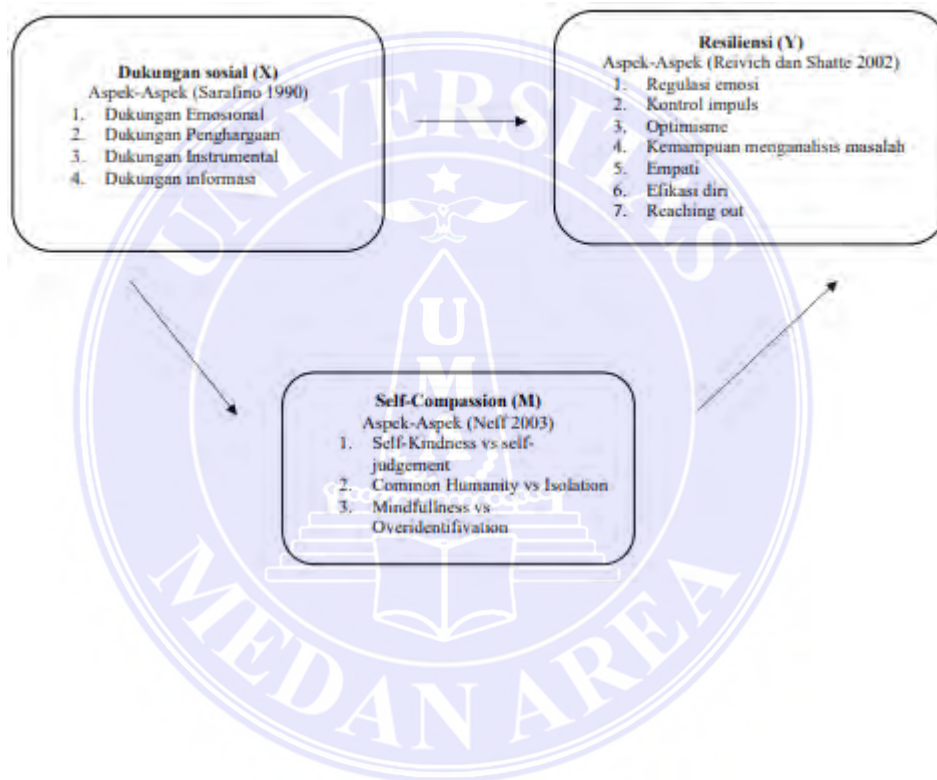 Dukungan sosial (X)
Aspek-Aspek (Sarafino 1990)
1. Dukungan Emosional
2. Dukungan Penghargaan
3. Dukungan Instrumental
4. Dukungan informasi
Resiliensi (Y)
Aspek-Aspek (Reivich dan Shatte 2002)
1. Regulasi emosi
2. Kontrol impuls
3. Optimisme
4. Kemampuan menganalisis masalah
5. Empati
6. Efikasi diri
7. Reaching out
Self-Compassion (M)
Aspek-Aspek (Neff 2003)
1. Self-Kindness vs self-
judgement
2. Common Humanity vs Isolation
3. Mindfullness vs
Overidentifivation
UNIVERSITAS
MEDAN AREA
U
M
A